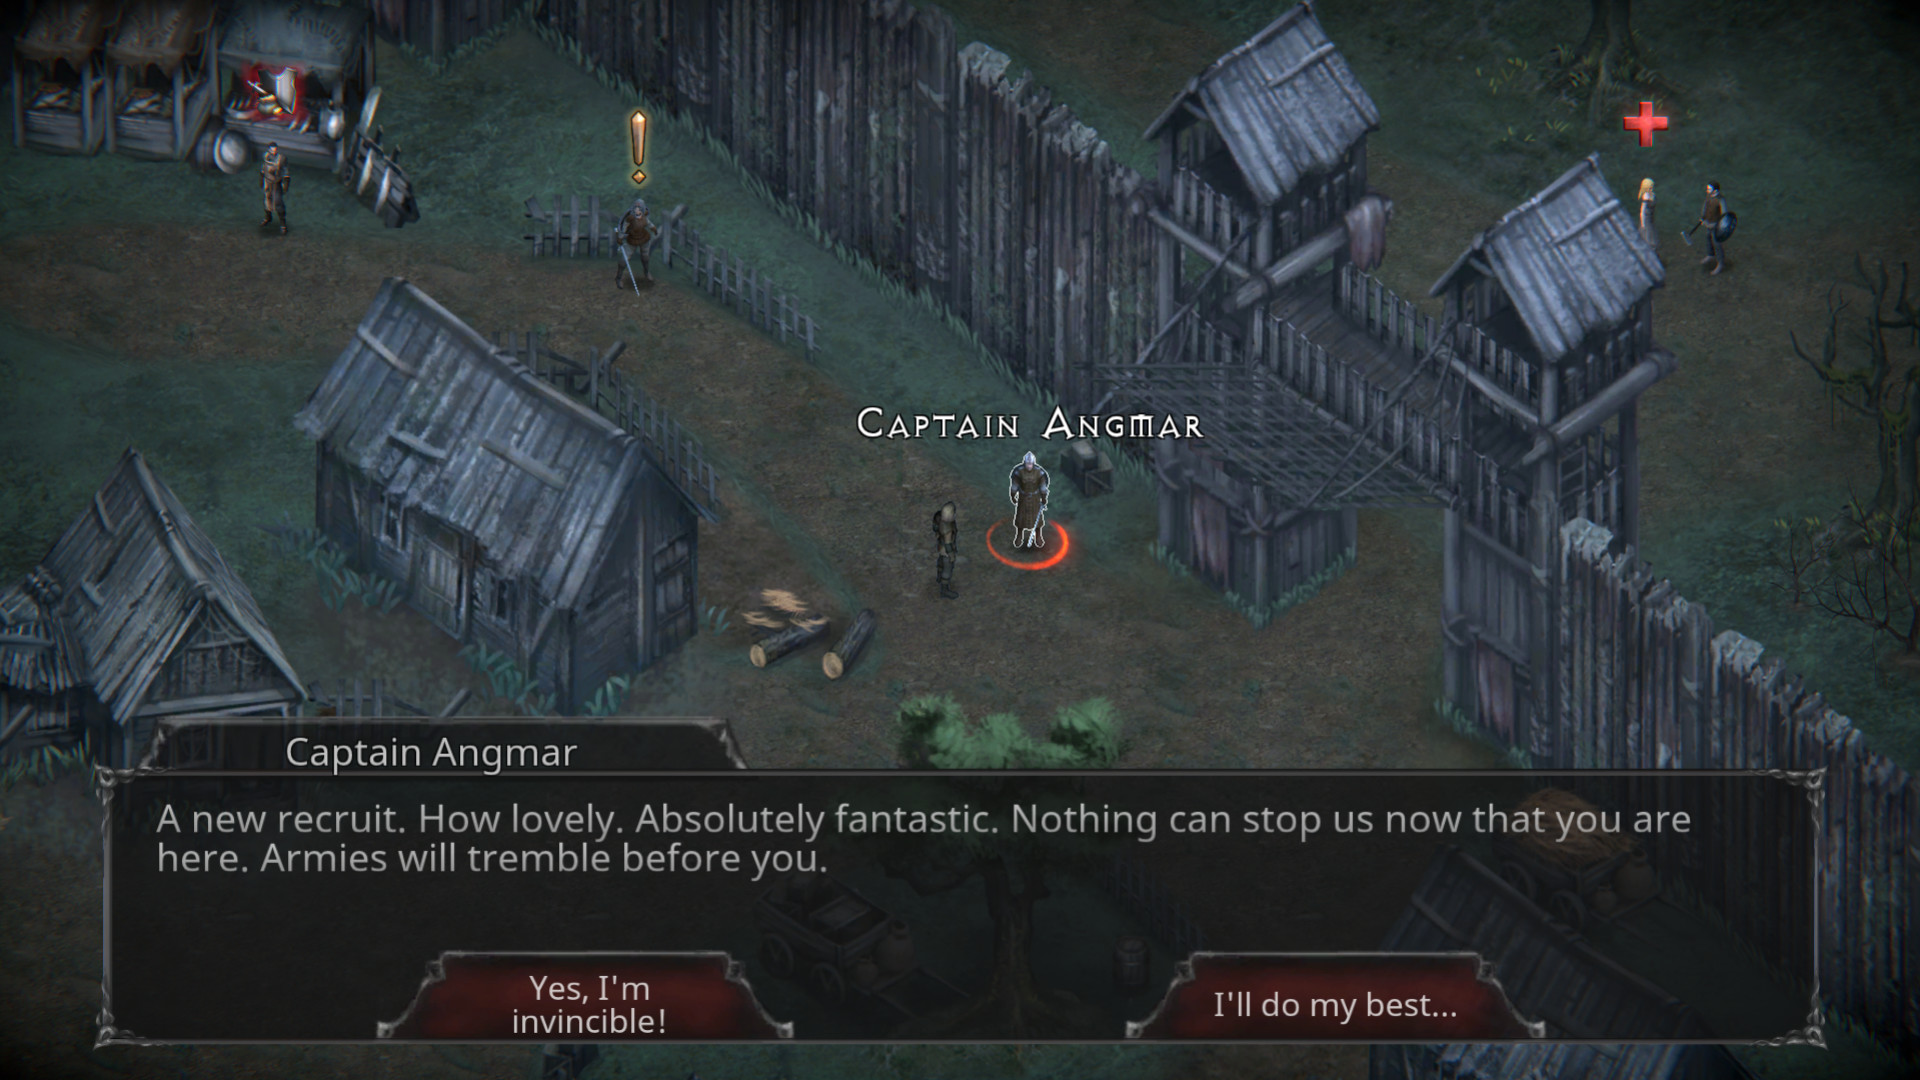 Captain Angmar
Captain Angmar
A new recruit. How lovely. Absolutely fantastic. Nothing can stop us now that you are
here. Armies will tremble before you.
Yes, I'm
invincible!
I'll do my best...